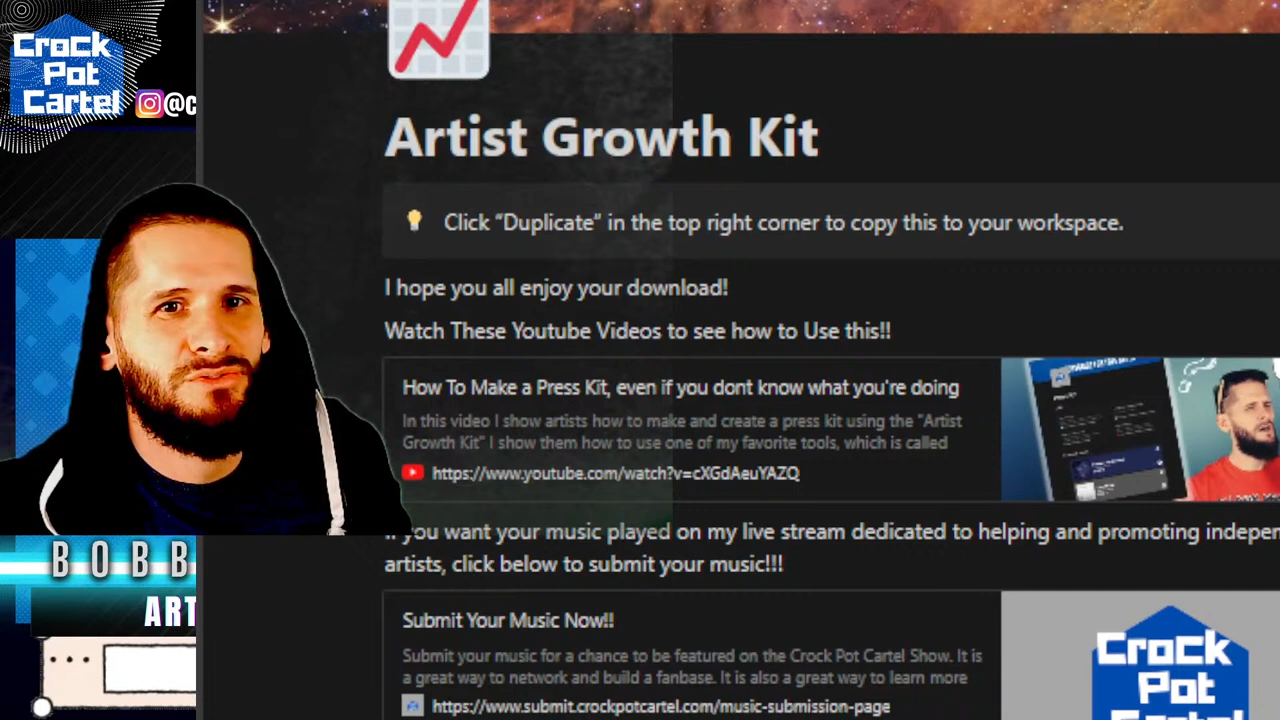 Crock
Pot
Cartel
@c
BOBB
ART
Artist Growth Kit
Click “Duplicate” in the top right corner to copy this to your workspace.
I hope you all enjoy your download!
Watch These Youtube Videos to see how to Use this!!
How To Make a Press Kit, even if you dont know what you're doing
In this video I show artists how to make and create a press kit using the "Artist
Growth Kit" I show them how to use one of my favorite tools, which is called
https://www.youtube.com/watch?v=cXGdAeuYAZQ
you want your music played on my live stream dedicated to helping and promoting indepen
artists, click below to submit your music!!!
Submit Your Music Now!!
Submit your music for a chance to be featured on the Crock Pot Cartel Show. It is
a great way to network and build a fanbase. It is also a great way to learn more
https://www.submit.crockpotcartel.com/music-submission-page
Crock
Pot